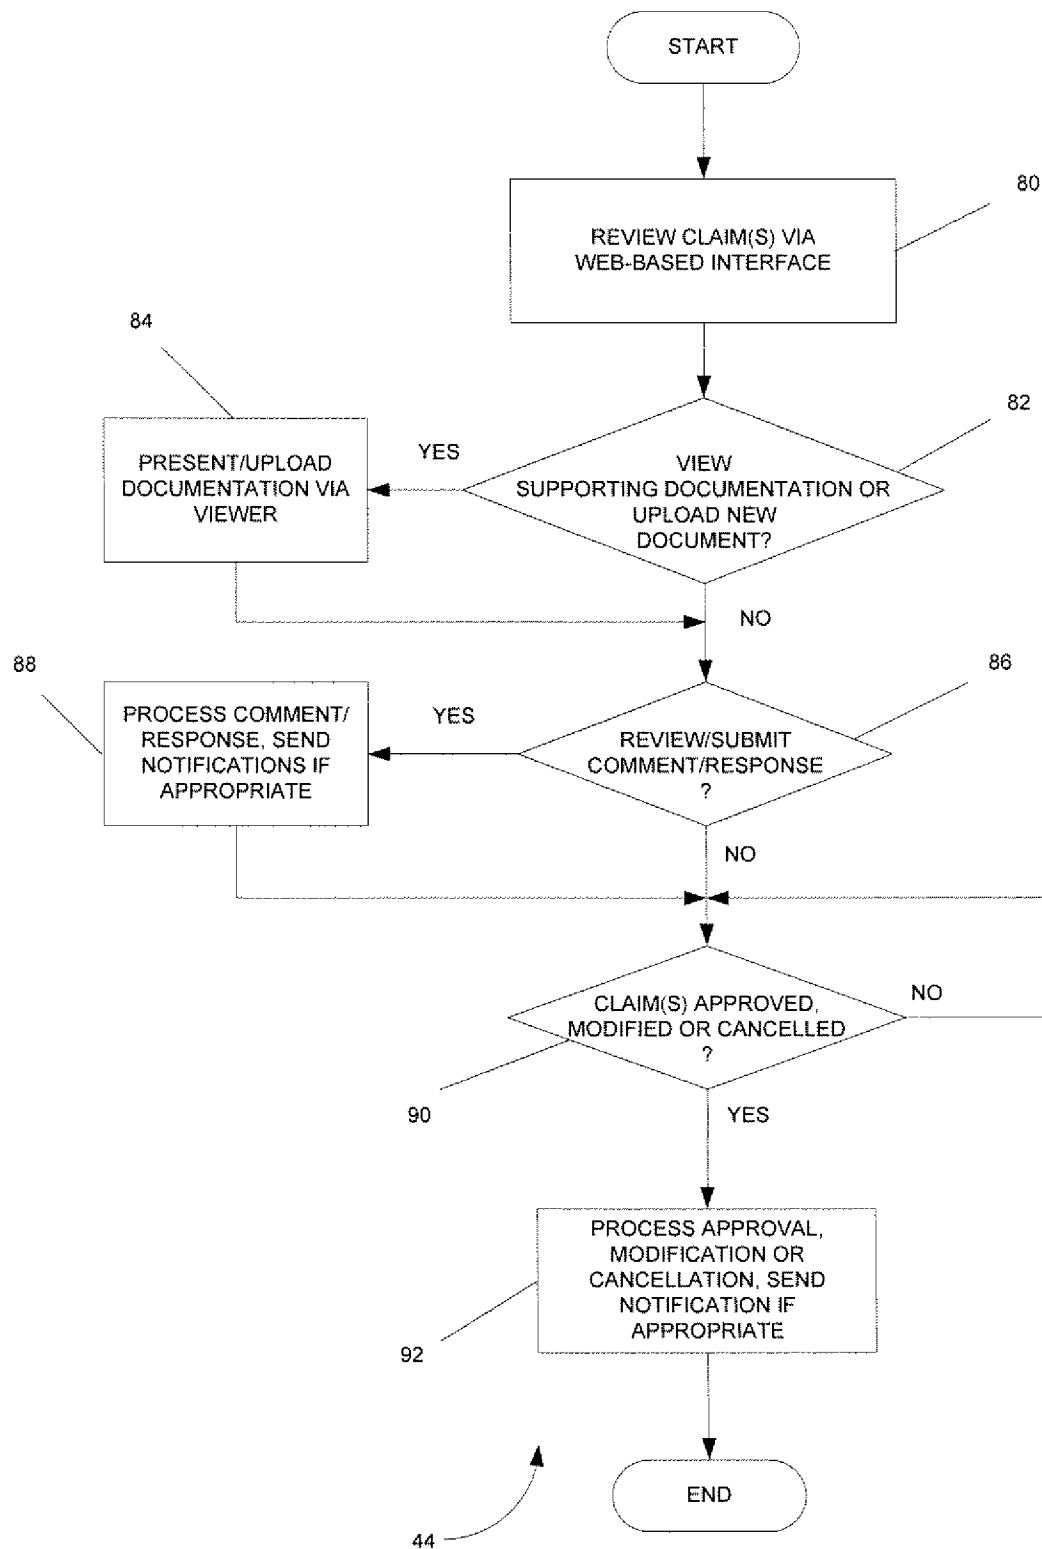 START
80
REVIEW CLAIM(S) VIA
WEB-BASED INTERFACE
84
82
YES
PRESENT/UPLOAD
DOCUMENTATION VIA
VIEWER
VIEW
SUPPORTING DOCUMENTATION OR
UPLOAD NEW
DOCUMENT?
NO
88
86
YES
PROCESS COMMENT/
RESPONSE, SEND
NOTIFICATIONS IF
APPROPRIATE
REVIEW/SUBMIT
COMMENT/RESPONSE
?
NO
CLAIM(S) APPROVED,
MODIFIED OR CANCELLED
?
NO
90
YES
PROCESS APPROVAL,
MODIFICATION OR
CANCELLATION, SEND
NOTIFICATION IF
APPROPRIATE
92
END
44